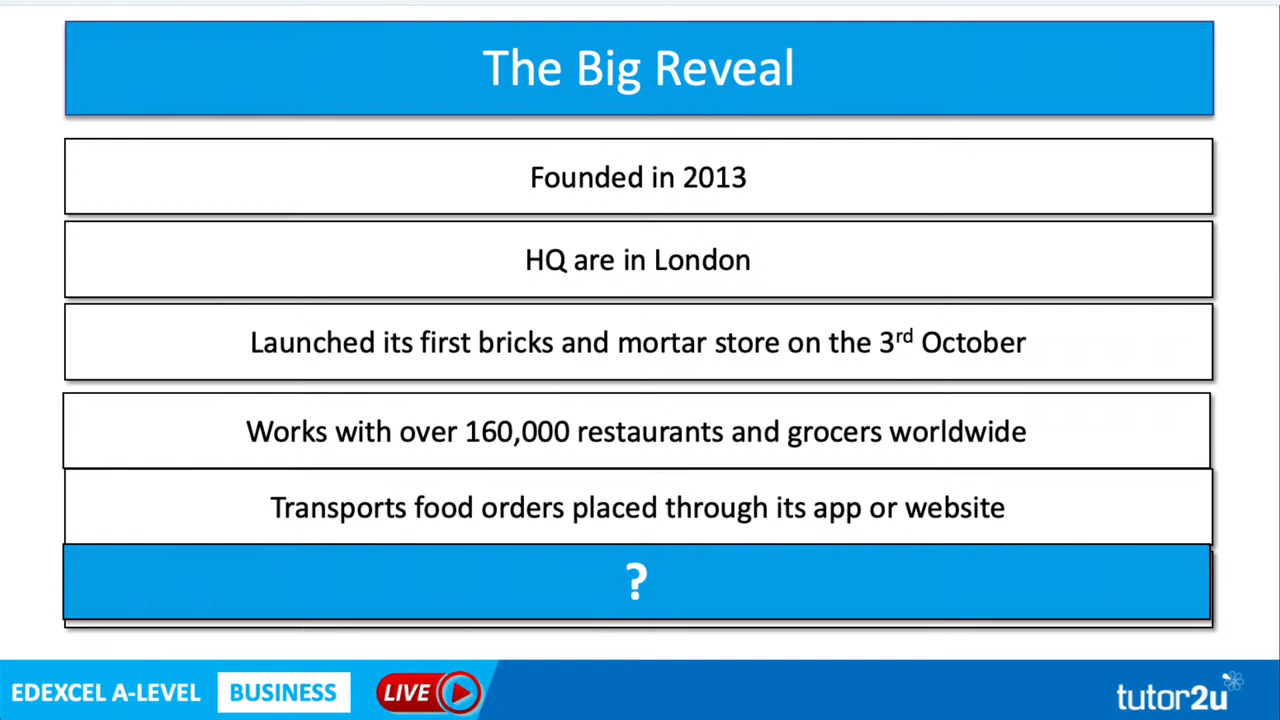 The Big Reveal
Founded in 2013
HQ are in London
Launched its first bricks and mortar store on the 3rd October
Works with over 160,000 restaurants and grocers worldwide
Transports food orders placed through its app or website
?
EDEXCEL A-LEVEL BUSINESS LIVE tutor2u